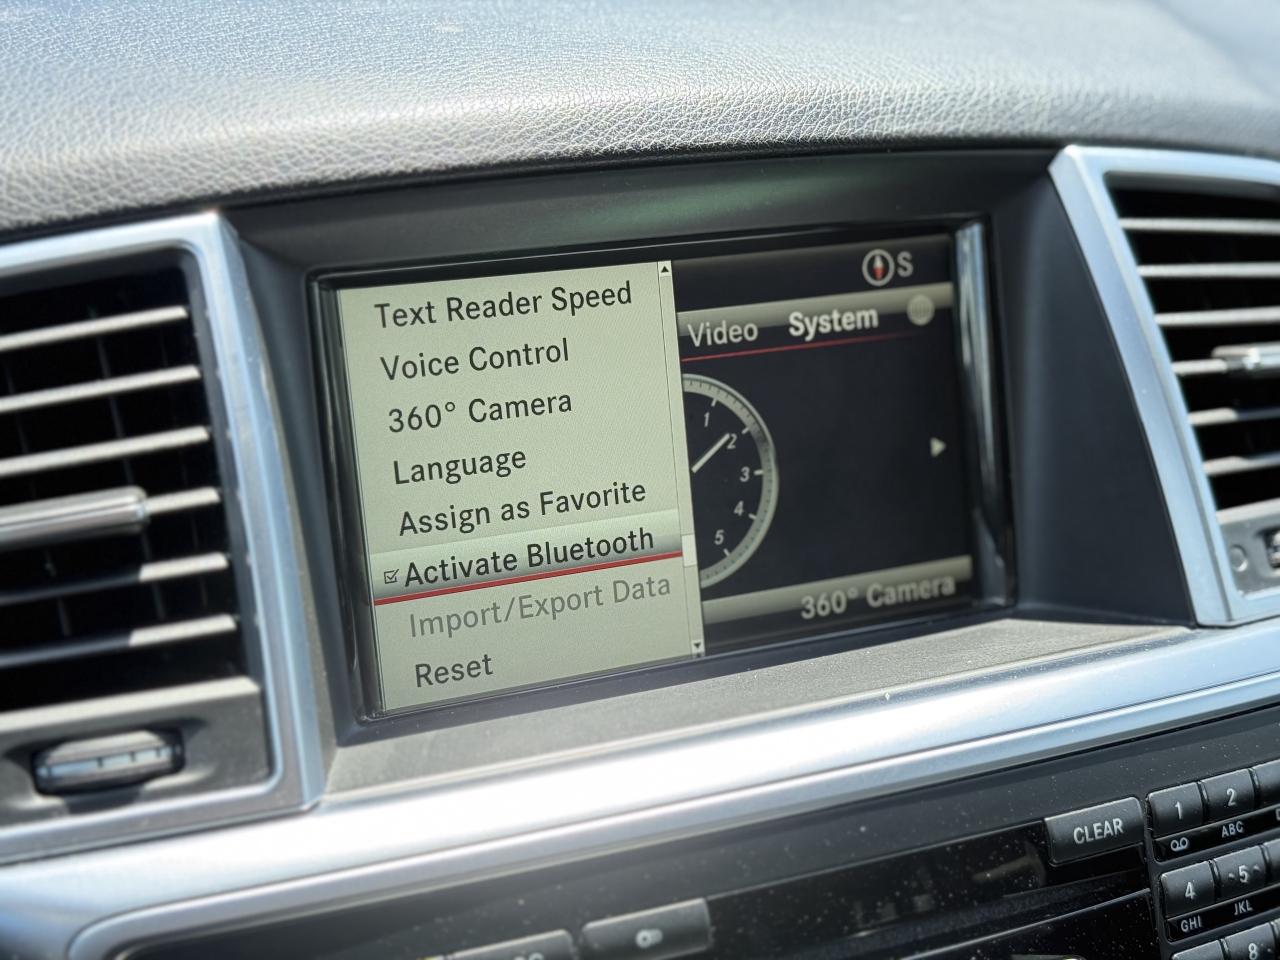 Text Reader Speed
Voice Control
360° Camera
Language
Assign as Favorite
Activate Bluetooth
Import/Export Data
Reset
S
Video System
1
2
3
4
5
360° Camera
CLEAR
1
2
ABC
4
5
GHI
JKL
8